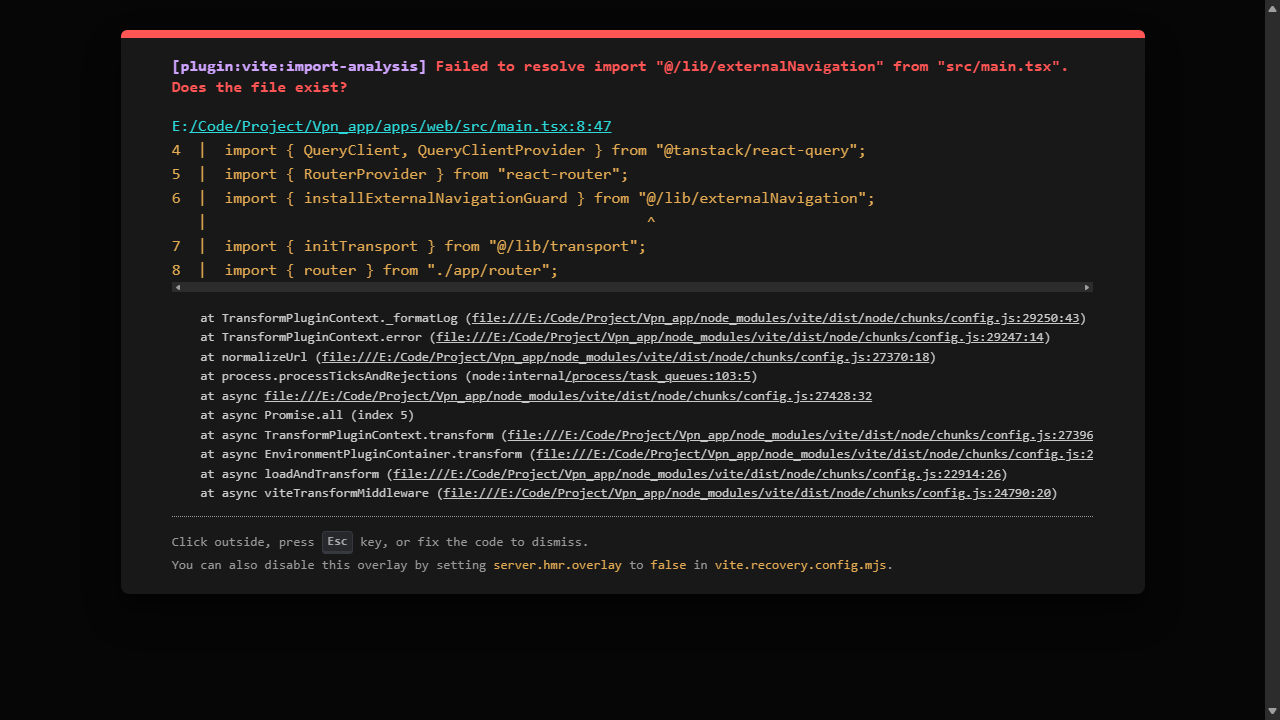 [plugin:vite:import-analysis] Failed to resolve import "@/lib/externalNavigation" from "src/main.tsx".
Does the file exist?
E:/Code/Project/Vpn_app/apps/web/src/main.tsx:8:47
4  |  import { QueryClient, QueryClientProvider } from "@tanstack/react-query";
5  |  import { RouterProvider } from "react-router";
6  |  import { installExternalNavigationGuard } from "@/lib/externalNavigation";
   |                                                  ^
7  |  import { initTransport } from "@/lib/transport";
8  |  import { router } from "./app/router";
at TransformPluginContext._formatLog (file:///E:/Code/Project/Vpn_app/node_modules/vite/dist/node/chunks/config.js:29250:43)
at TransformPluginContext.error (file:///E:/Code/Project/Vpn_app/node_modules/vite/dist/node/chunks/config.js:29247:14)
at normalizeUrl (file:///E:/Code/Project/Vpn_app/node_modules/vite/dist/node/chunks/config.js:27370:18)
at process.processTicksAndRejections (node:internal/process/task_queues:103:5)
at async file:///E:/Code/Project/Vpn_app/node_modules/vite/dist/node/chunks/config.js:27428:32
at async Promise.all (index 5)
at async TransformPluginContext.transform (file:///E:/Code/Project/Vpn_app/node_modules/vite/dist/node/chunks/config.js:27396
at async EnvironmentPluginContainer.transform (file:///E:/Code/Project/Vpn_app/node_modules/vite/dist/node/chunks/config.js:2
at async loadAndTransform (file:///E:/Code/Project/Vpn_app/node_modules/vite/dist/node/chunks/config.js:22914:26)
at async viteTransformMiddleware (file:///E:/Code/Project/Vpn_app/node_modules/vite/dist/node/chunks/config.js:24790:20)
Click outside, press Esc key, or fix the code to dismiss.
You can also disable this overlay by setting server.hmr.overlay to false in vite.recovery.config.mjs.